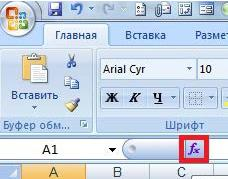 Главная Вставка Размет
Arial Cyr 10
Вставить Ж К Ч
Буфер обм... Шрифт
A1 fx
A B C